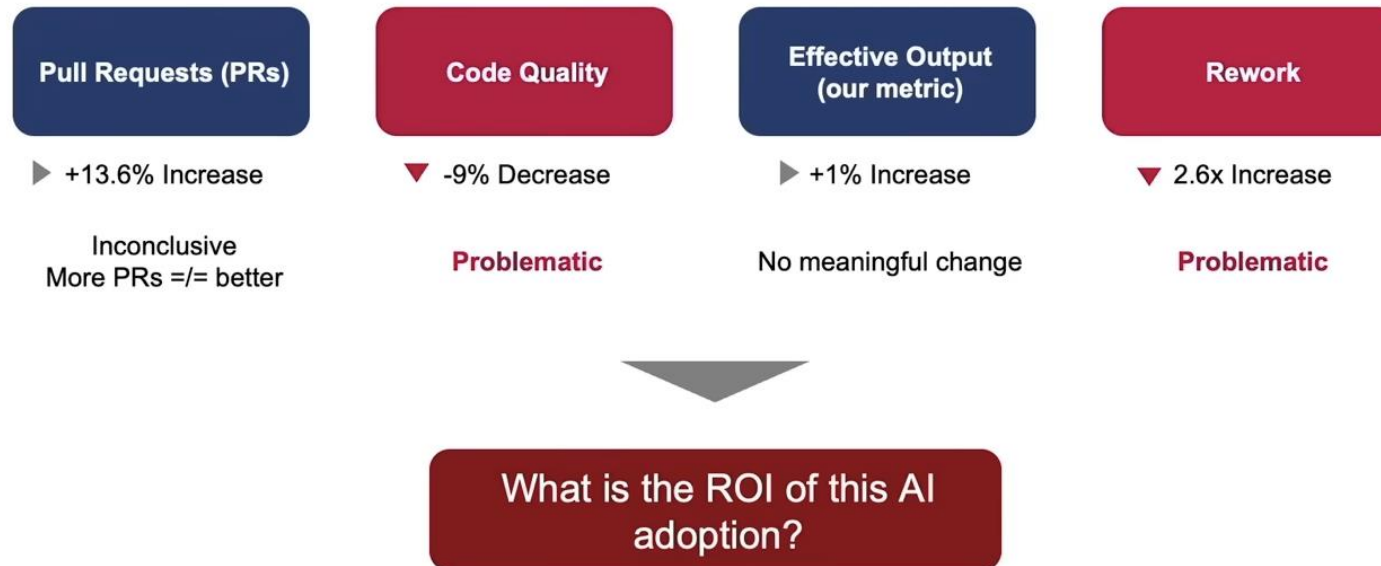 Pull Requests (PRs)
Code Quality
Effective Output
(our metric)
Rework
+13.6% Increase
-9% Decrease
+1% Increase
2.6x Increase
Inconclusive
More PRs =/= better
Problematic
No meaningful change
Problematic
What is the ROI of this AI
adoption?